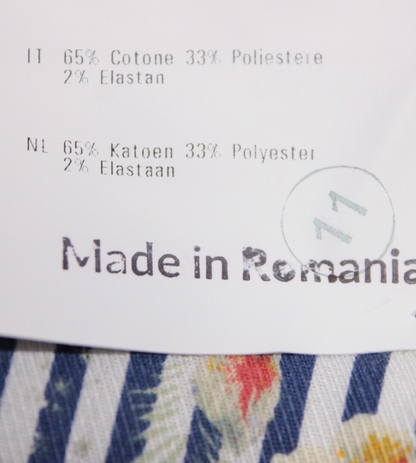 IT 65% Cotone 33% Poliestere
2% Elastan
NL 65% Katoen 33% Polyester
2% Elastaan
11
Made in Romania